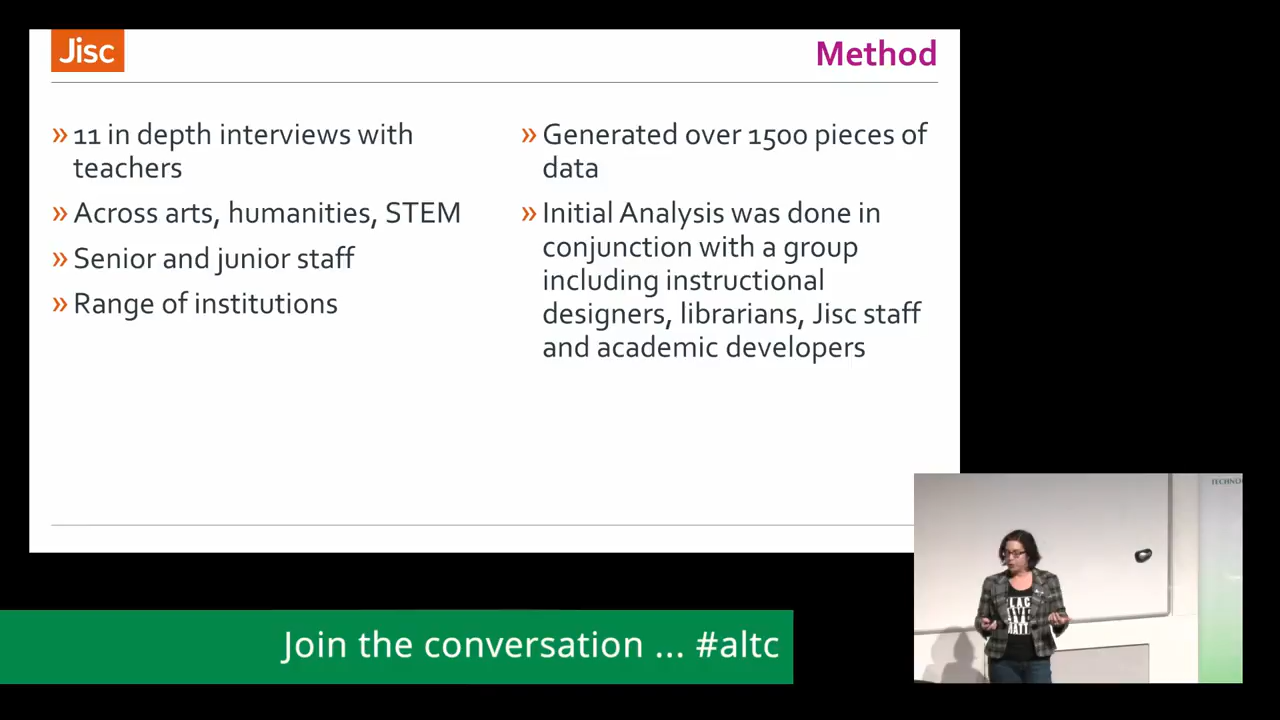 Jisc
Method
» 11 in depth interviews with
teachers
» Across arts, humanities, STEM
» Senior and junior staff
» Range of institutions
» Generated over 1500 pieces of
data
» Initial Analysis was done in
conjunction with a group
including instructional
designers, librarians, Jisc staff
and academic developers
Join the conversation ... #altc